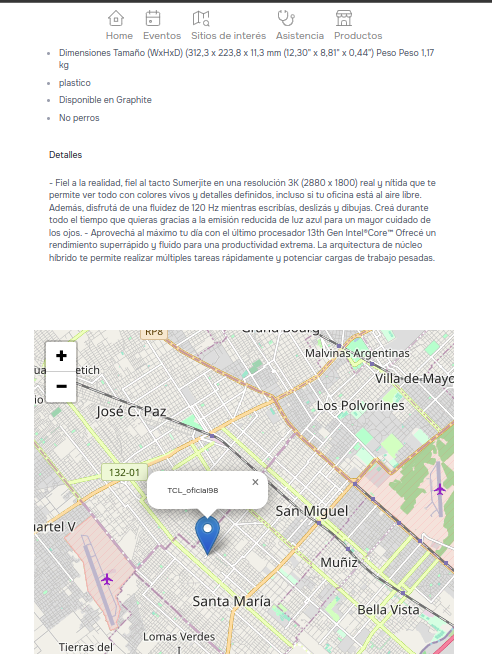 Home Eventos Sitios de interés Asistencia Productos
Dimensiones Tamaño (WxHxD) (312,3 x 223,8 x 11,3 mm (12,30" x 8,81" x 0,44") Peso Peso 1,17
kg
plastico
Disponible en Graphite
No perros
Detalles
- Fiel a la realidad, fiel al tacto Sumerjite en una resolución 3K (2880 x 1800) real y nítida que te
permite ver todo con colores vivos y detalles definidos, incluso si tu oficina está al aire libre.
Además, disfrutá de una fluidez de 120 Hz mientras escribías, deslizás y dibujas. Creá durante
todo el tiempo que quieras gracias a la emisión reducida de luz azul para un mayor cuidado de
los ojos. - Aprovechá al máximo tu día con el último procesador 13th Gen Intel®Core™ Ofrecé un
rendimiento superrápido y fluido para una productividad extrema. La arquitectura de núcleo
híbrido te permite realizar múltiples tareas rápidamente y potenciar cargas de trabajo pesadas.
RP8
Grand Bourg
+
Malvinas Argentinas
etich
Villa de Mayo
−
Los Polvorines
José C. Paz
132-01
TCL_oficial98
×
San Miguel
uartel V
Muñiz
Santa María
Bella Vista
Lomas Verdes
I
Tierras del